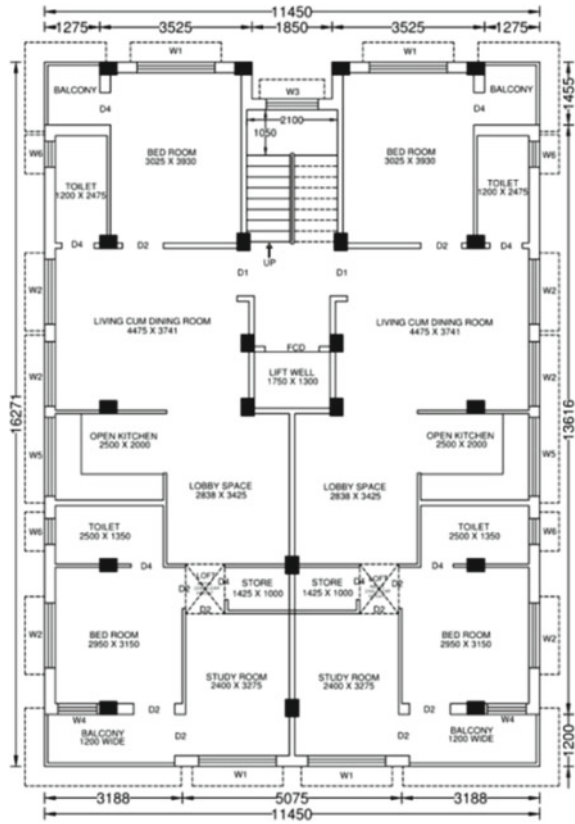 11450
1275
3525
1850
3525
1275
W1
W1
BALCONY
W3
BALCONY
1455
D4
D4
2100
1050
W6
BED ROOM
3025 X 3930
BED ROOM
3025 X 3930
W6
TOILET
1200 X 2475
TOILET
1200 X 2475
D4
D2
D2
D4
UP
D1
D1
W2
W2
LIVING CUM DINING ROOM
4475 X 3741
LIVING CUM DINING ROOM
4475 X 3741
FCD
W2
LIFT WELL
1750 X 1300
W2
16271
13616
OPEN KITCHEN
2500 X 2000
OPEN KITCHEN
2500 X 2000
W5
W5
LOBBY SPACE
2838 X 3425
LOBBY SPACE
2838 X 3425
W6
TOILET
2500 X 1350
TOILET
2500 X 1350
W6
D4
D4
LOFT
D2
D4
STORE
1425 X 1000
STORE
1425 X 1000
D4
LOFT
D2
D2
D2
W2
BED ROOM
2950 X 3150
BED ROOM
2950 X 3150
W2
STUDY ROOM
2400 X 3275
STUDY ROOM
2400 X 3275
D2
D2
W4
W4
BALCONY
1200 WIDE
D2
D2
BALCONY
1200 WIDE
1200
W1
W1
3188
5075
3188
11450